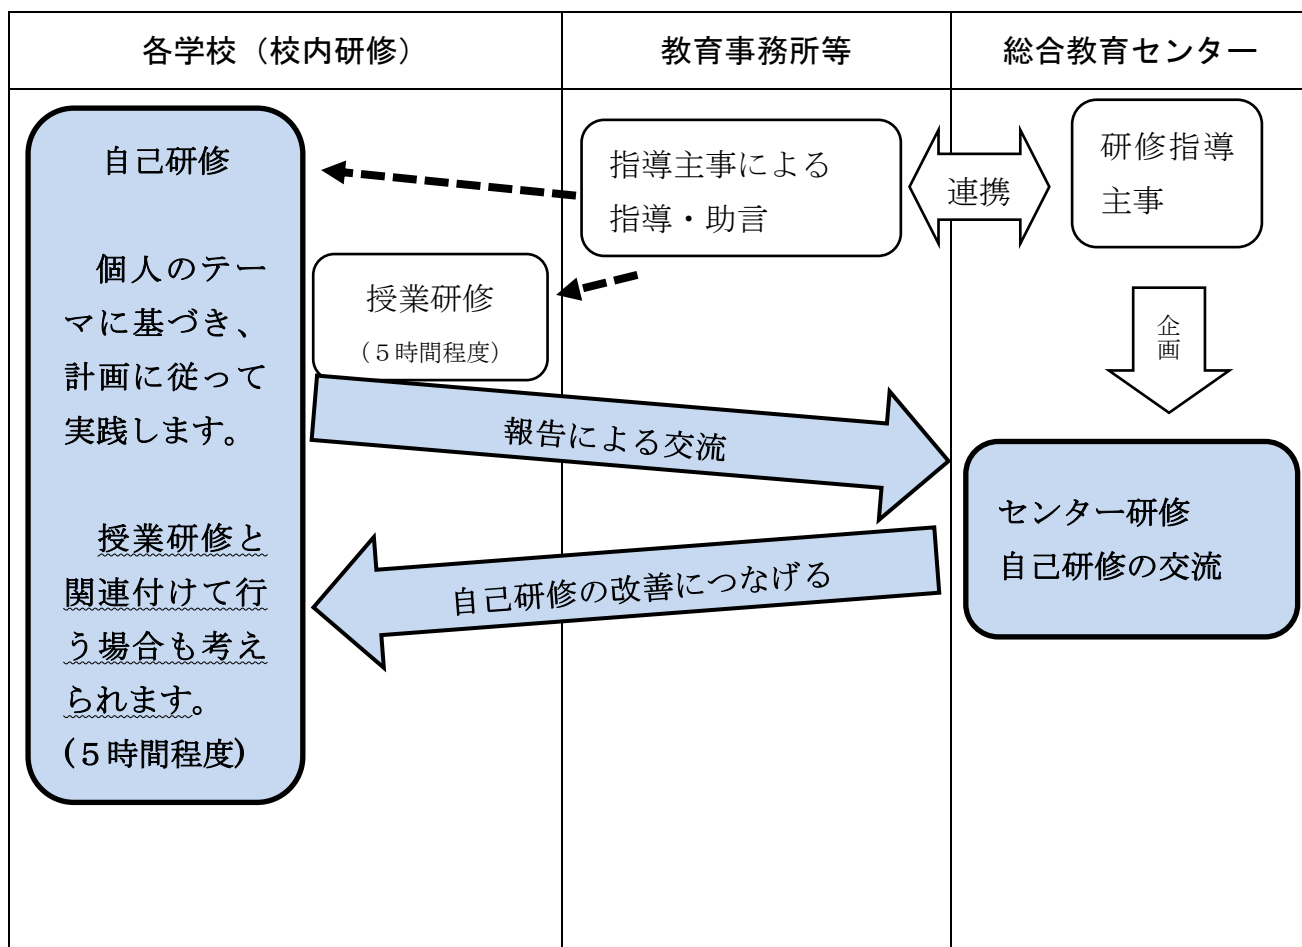 各学校（校内研修）
教育事務所等
総合教育センター
自己研修
個人のテー
マに基づき、
計画に従って
実践します。
授業研修と
関連付けて行
う場合も考え
られます。
(５時間程度)
授業研修
（５時間程度）
指導主事による
指導・助言
連携
研修指導
主事
企画
報告による交流
自己研修の改善につなげる
センター研修
自己研修の交流